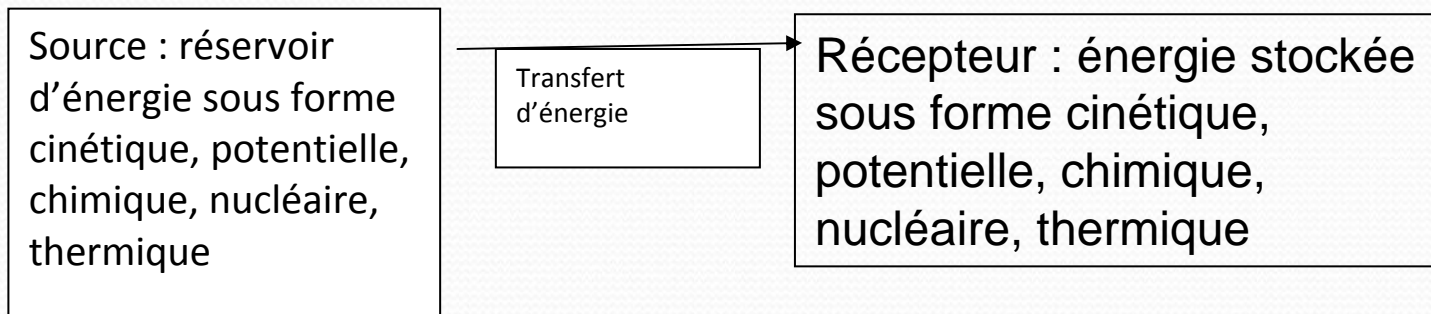 Source : réservoir
d’énergie sous forme
cinétique, potentielle,
chimique, nucléaire,
thermique
Transfert
d’énergie
Récepteur : énergie stockée
sous forme cinétique,
potentielle, chimique,
nucléaire, thermique